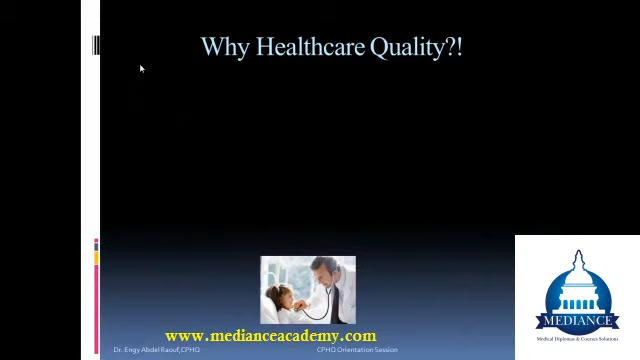 Why Healthcare Quality?!
MEDIANCE
Medical Diplomas & Courses Solutions
www.medianceacademy.com
Dr. Engy Abdel Raouf,CPHQ
CPHQ Orientation Session